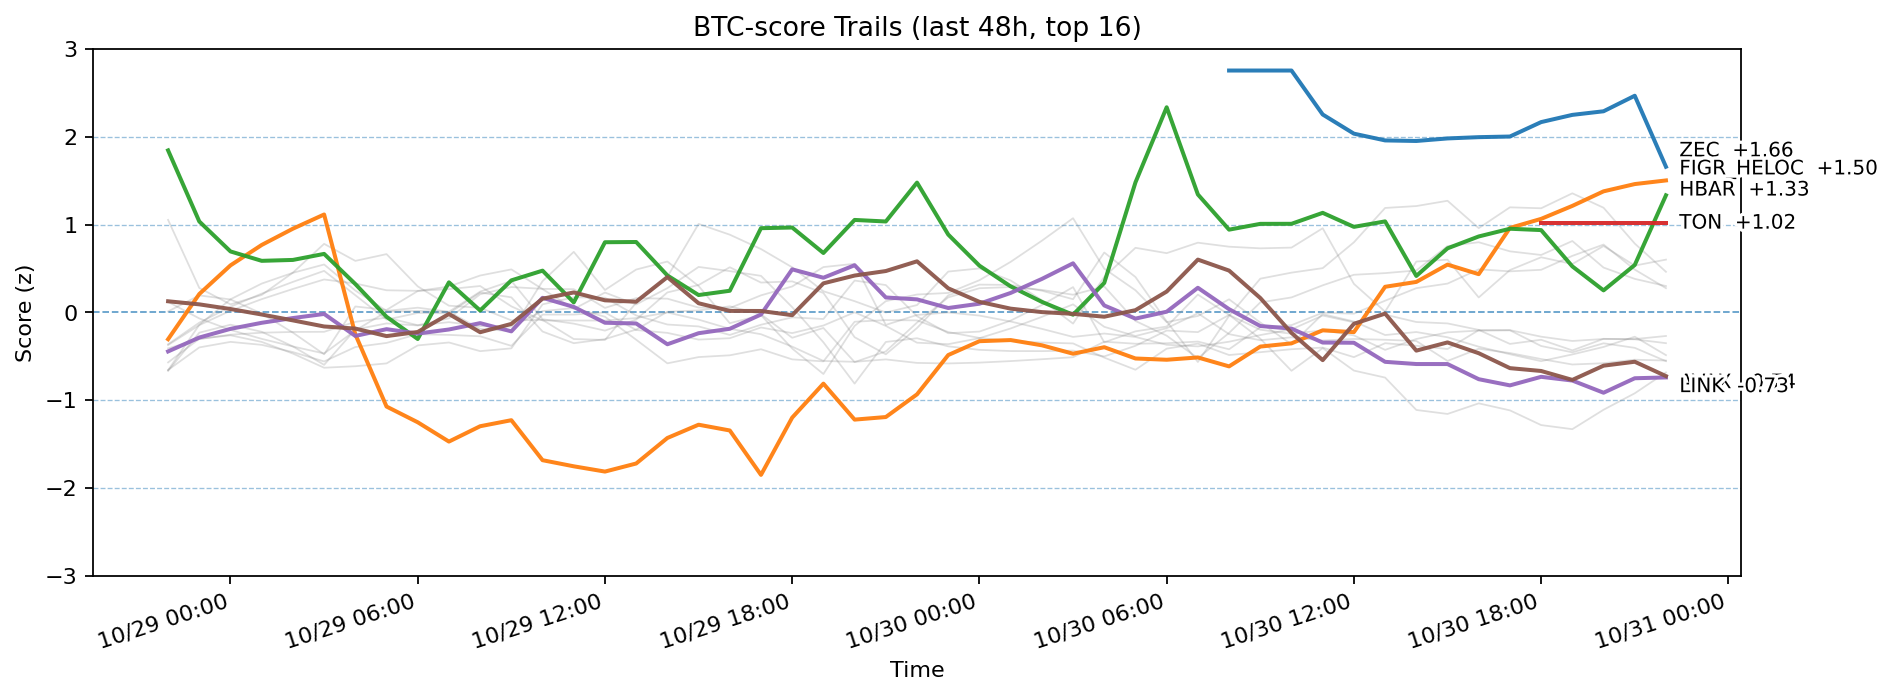 BTC-score Trails (last 48h, top 16)
Score (z)
3
2
1
0
−1
−2
−3
ZEC +1.66
FIGR_HELOC +1.50
HBAR +1.33
TON +1.02
LINK -0.73
10/29 00:00
10/29 06:00
10/29 12:00
10/29 18:00
10/30 00:00
10/30 06:00
10/30 12:00
10/30 18:00
10/31 00:00
Time